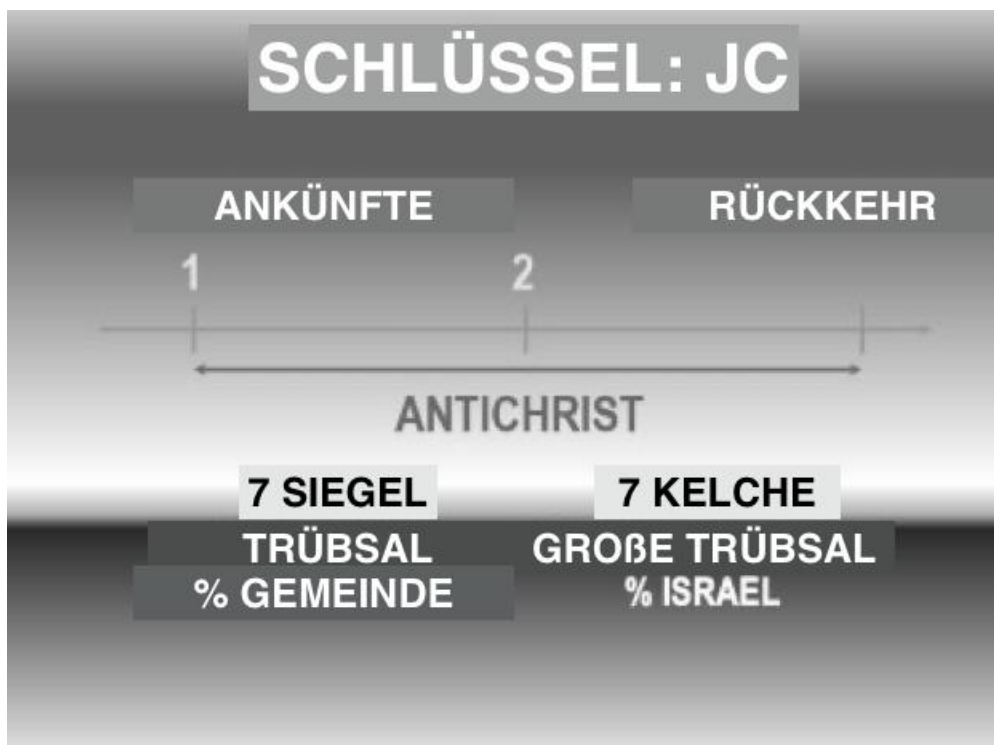 SCHLÜSSEL: JC
ANKÜNFTE RÜCKKEHR
1 2
ANTICHRIST
7 SIEGEL 7 KELCHE
TRÜBSAL GROßE TRÜBSAL
% GEMEINDE % ISRAEL